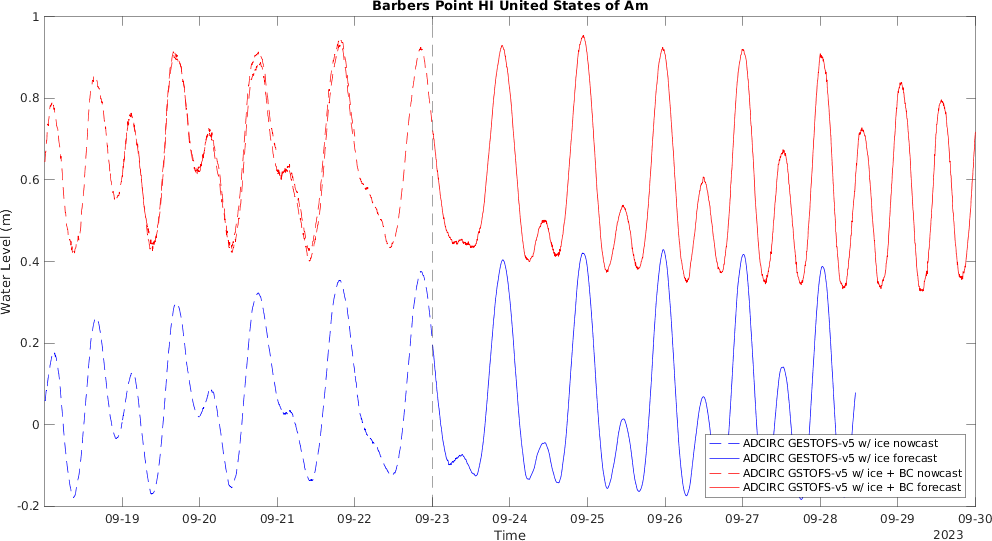 Barbers Point HI United States of Am
1
0.8
0.6
0.4
0.2
0
-0.2
Water Level (m)
09-19 09-20 09-21 09-22 09-23 09-24 09-25 09-26 09-27 09-28 09-29 09-30
Time
2023
ADCIRC GESTOFS-v5 w/ ice nowcast
ADCIRC GESTOFS-v5 w/ ice forecast
ADCIRC GSTOFS-v5 w/ ice + BC nowcast
ADCIRC GSTOFS-v5 w/ ice + BC forecast